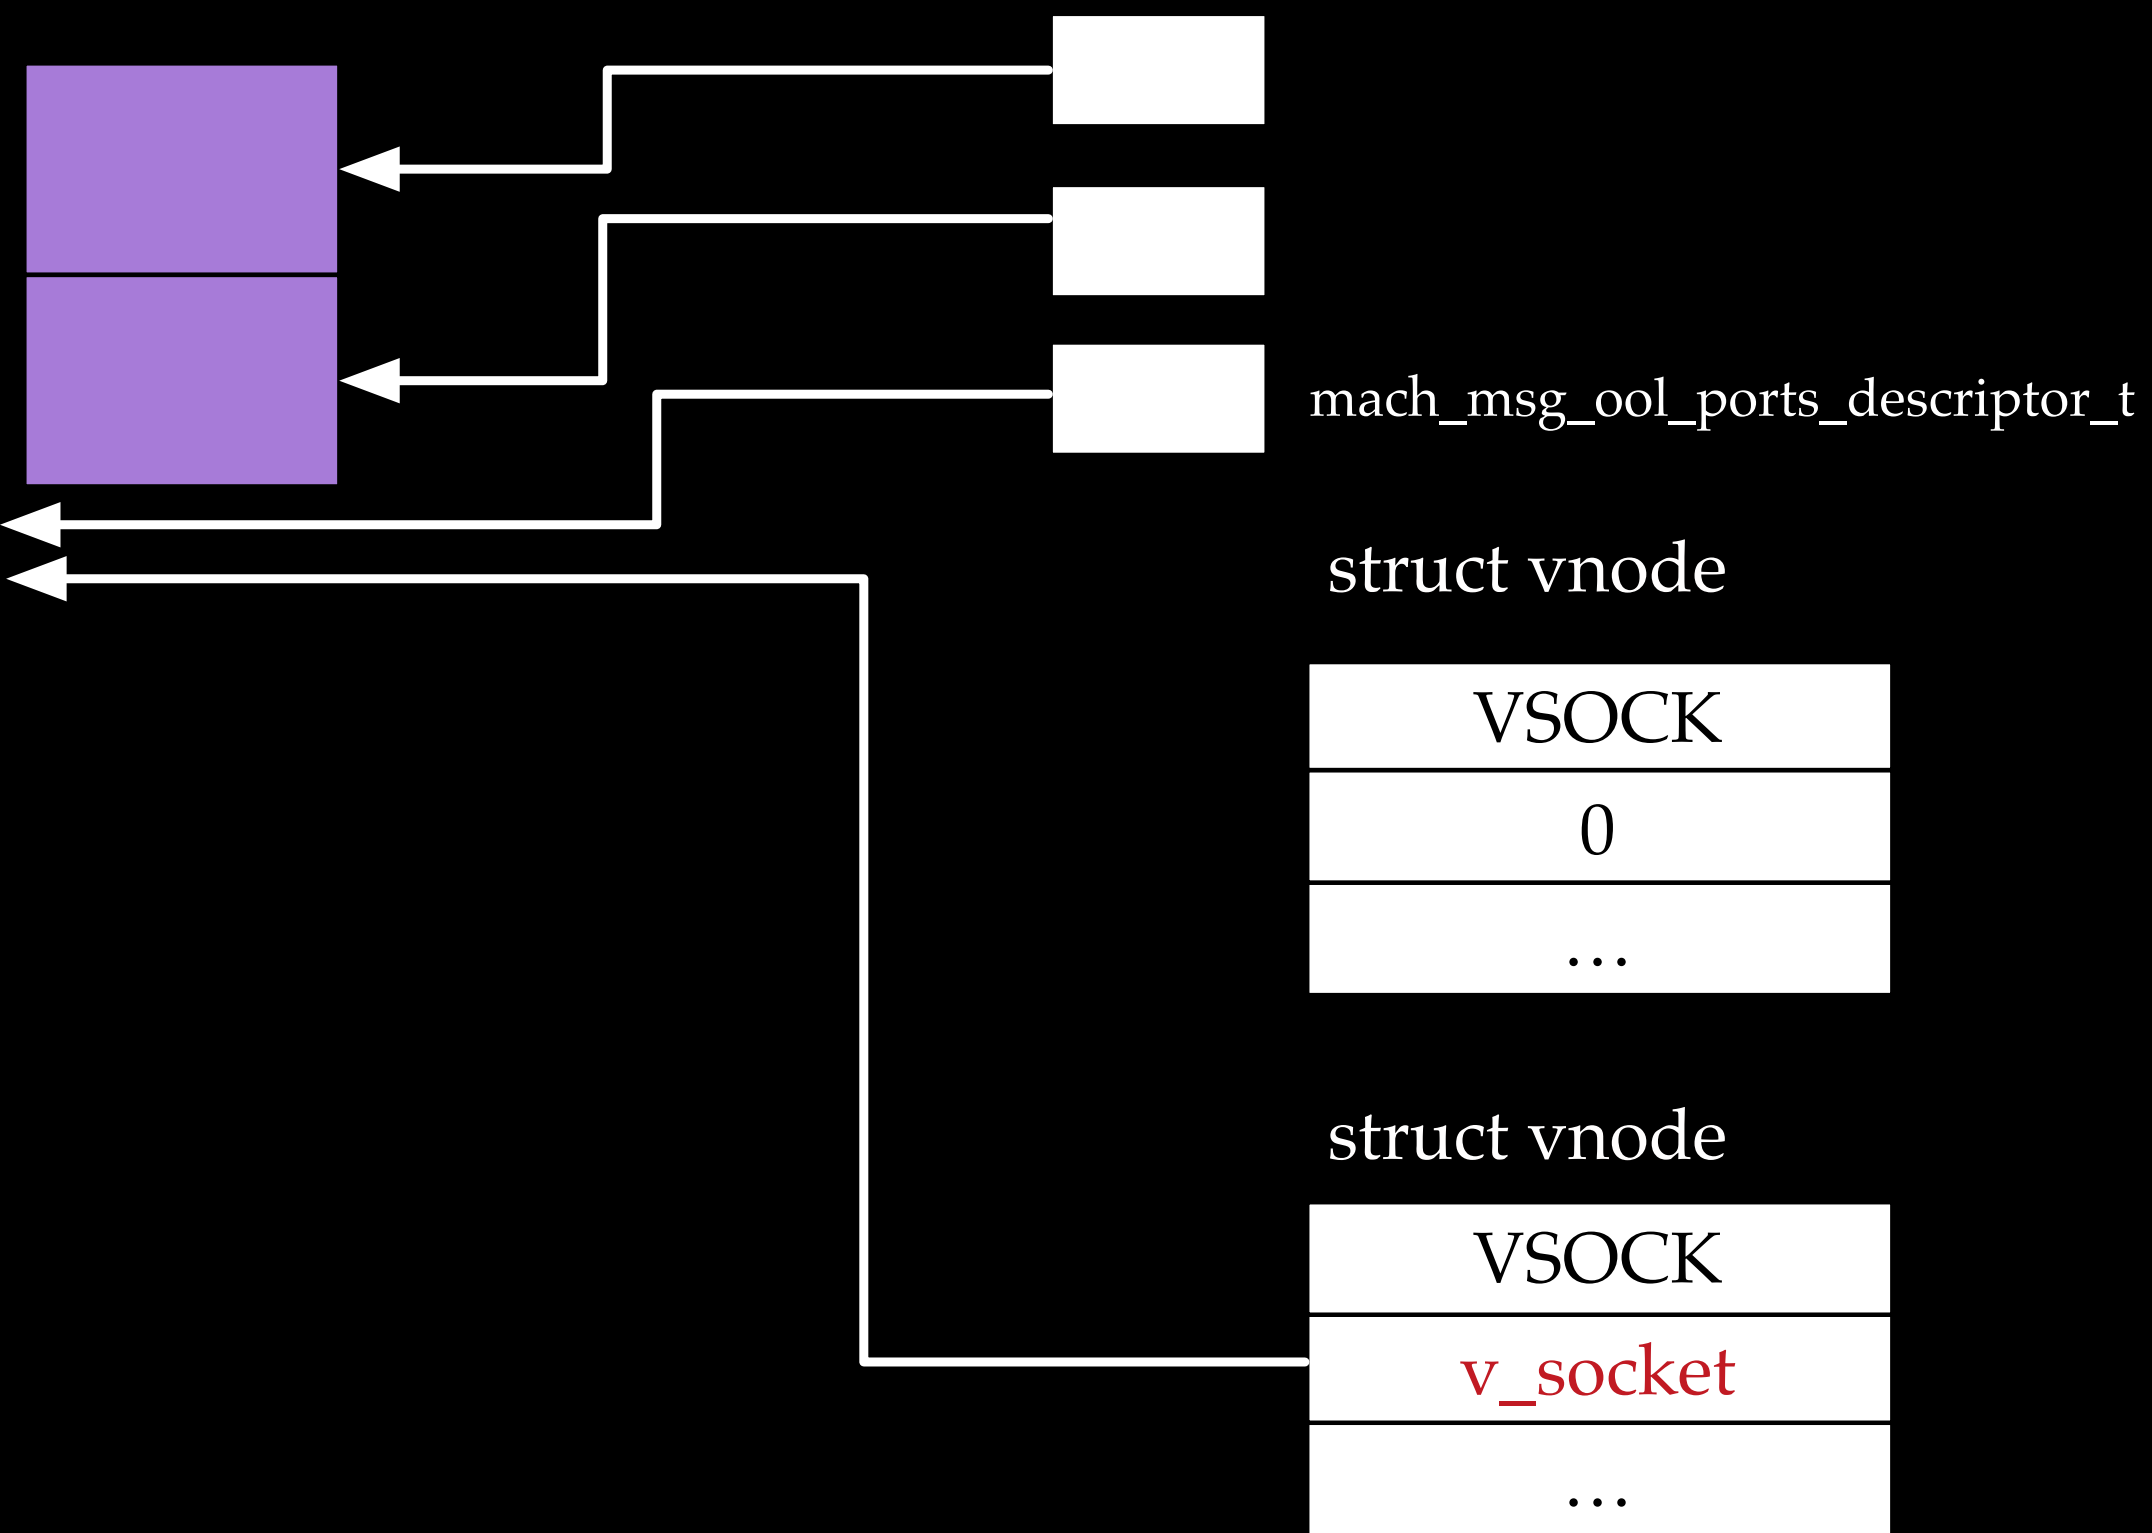 mach_msg_ool_ports_descriptor_t
struct vnode
VSOCK
0
...
struct vnode
VSOCK
v_socket
...